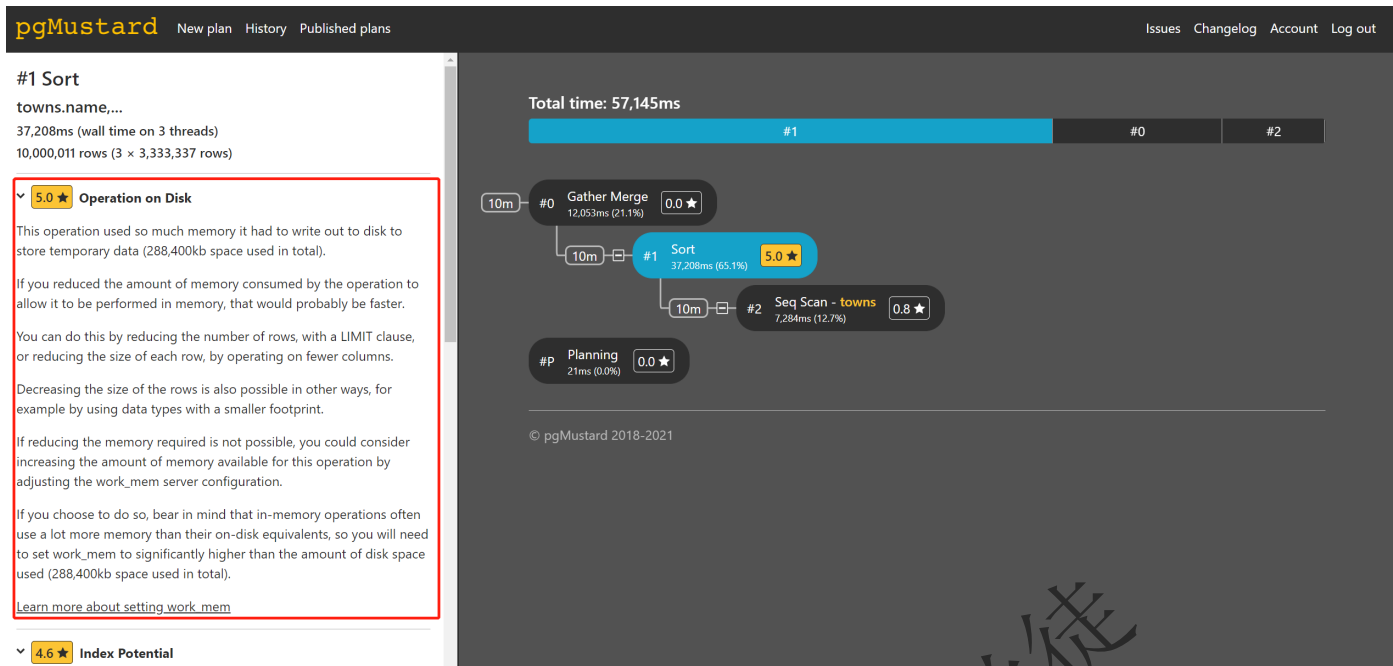 pgMustard New plan History Published plans Issues Changelog Account Log out
#1 Sort
towns.name,...
37,208ms (wall time on 3 threads)
10,000,011 rows (3 × 3,333,337 rows)
5.0 ★ Operation on Disk
This operation used so much memory it had to write out to disk to
store temporary data (288,400kb space used in total).
If you reduced the amount of memory consumed by the operation to
allow it to be performed in memory, that would probably be faster.
You can do this by reducing the number of rows, with a LIMIT clause,
or reducing the size of each row, by operating on fewer columns.
Decreasing the size of the rows is also possible in other ways, for
example by using data types with a smaller footprint.
If reducing the memory required is not possible, you could consider
increasing the amount of memory available for this operation by
adjusting the work_mem server configuration.
If you choose to do so, bear in mind that in-memory operations often
use a lot more memory than their on-disk equivalents, so you will need
to set work_mem to significantly higher than the amount of disk space
used (288,400kb space used in total).
Learn more about setting work_mem
4.6 ★ Index Potential
Total time: 57,145ms
#1 #0 #2
10m #0 Gather Merge 0.0 ★
12,053ms (21.1%)
10m #1 Sort 5.0 ★
37,208ms (65.1%)
10m #2 Seq Scan - towns 0.8 ★
7,284ms (12.7%)
#P Planning 0.0 ★
21ms (0.0%)
© pgMustard 2018-2021
徒